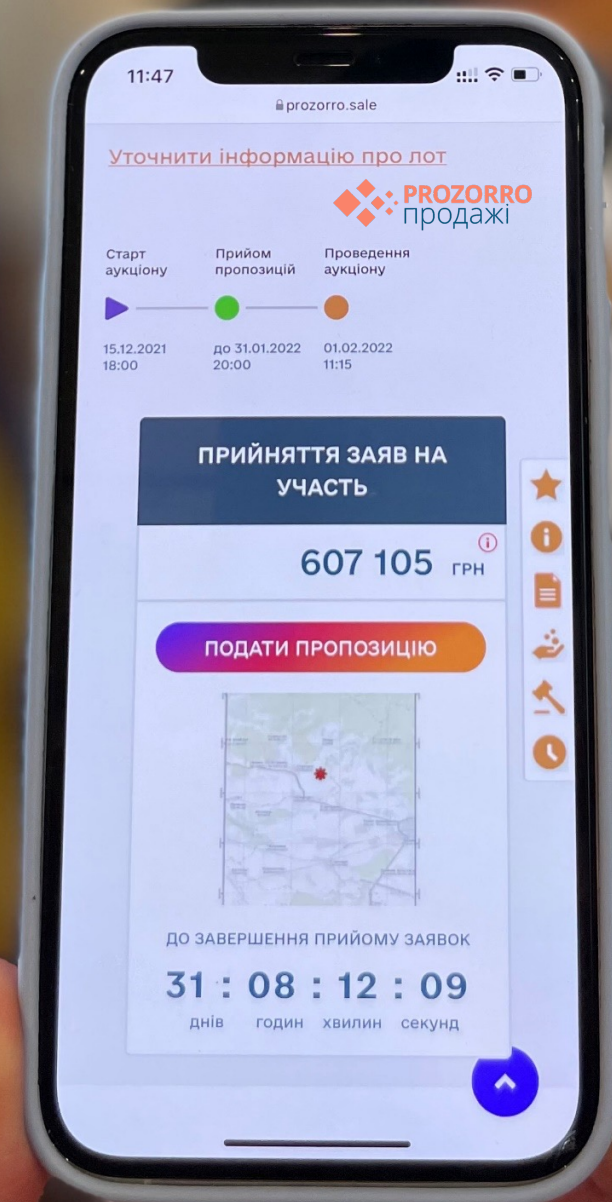 11:47
prozorro.sale
Уточнити інформацію про лот
PROZORRO
продажі
Старт
аукціону
Прийом
пропозицій
Проведення
аукціону
15.12.2021
18:00
до 31.01.2022
20:00
01.02.2022
11:15
ПРИЙНЯТТЯ ЗАЯВ НА
УЧАСТЬ
607 105 ГРН
ПОДАТИ ПРОПОЗИЦІЮ
ДО ЗАВЕРШЕННЯ ПРИЙОМУ ЗАЯВОК
31 : 08 : 12 : 09
днів годин хвилин секунд